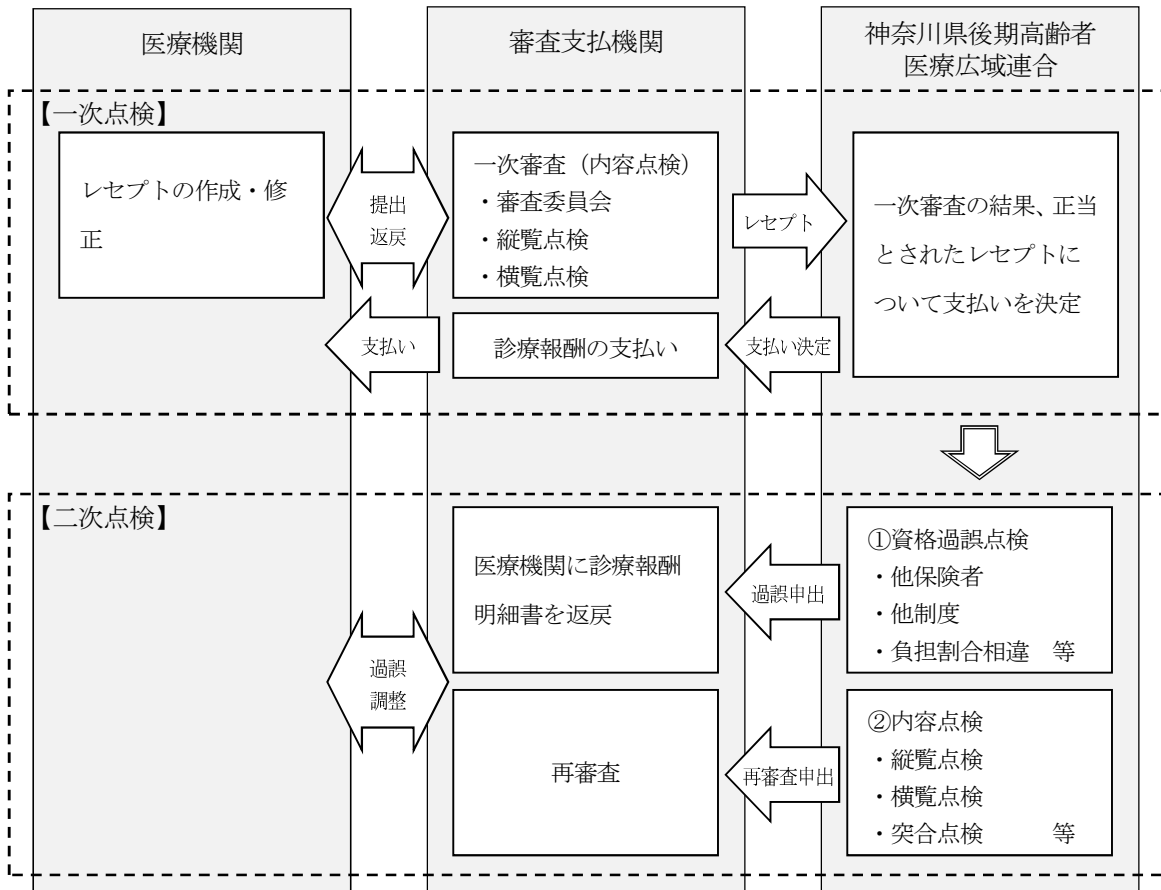 医療機関
審査支払機関
神奈川県後期高齢者
医療広域連合
【一次点検】
レセプトの作成・修
正
提出
返戻
一次審査（内容点検）
・審査委員会
・縦覧点検
・横覧点検
レセプト
一次審査の結果、正当
とされたレセプトに
ついて支払いを決定
支払い
診療報酬の支払い
支払い決定
【二次点検】
医療機関に診療報酬
明細書を返戻
過誤申出
①資格過誤点検
・他保険者
・他制度
・負担割合相違　等
過誤
調整
再審査
再審査申出
②内容点検
・縦覧点検
・横覧点検
・突合点検　　　等